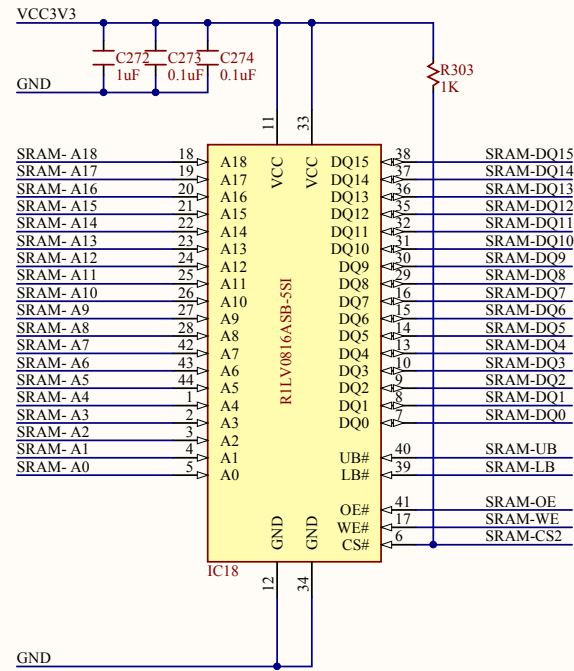 VCC3V3
C272
1uF
C273
0.1uF
C274
0.1uF
R303
1K
GND
11
33
VCC
VCC
SRAM- A18 18 A18 DQ15 38 SRAM-DQ15
SRAM- A17 19 A17 DQ14 37 SRAM-DQ14
SRAM- A16 20 A16 DQ13 36 SRAM-DQ13
SRAM- A15 21 A15 DQ12 35 SRAM-DQ12
SRAM- A14 22 A14 DQ11 32 SRAM-DQ11
SRAM- A13 23 A13 DQ10 31 SRAM-DQ10
SRAM- A12 24 A12 DQ9 30 SRAM-DQ9
SRAM- A11 25 A11 DQ8 29 SRAM-DQ8
SRAM- A10 26 A10 DQ7 16 SRAM-DQ7
SRAM- A9 27 A9 DQ6 15 SRAM-DQ6
SRAM- A8 28 A8 DQ5 14 SRAM-DQ5
SRAM- A7 42 A7 DQ4 13 SRAM-DQ4
SRAM- A6 43 A6 DQ3 10 SRAM-DQ3
SRAM- A5 44 A5 DQ2 9 SRAM-DQ2
SRAM- A4 1 A4 DQ1 8 SRAM-DQ1
SRAM- A3 2 A3 DQ0 7 SRAM-DQ0
SRAM- A2 3 A2
SRAM- A1 4 A1 UB# 40 SRAM-UB
SRAM- A0 5 A0 LB# 39 SRAM-LB
OE# 41 SRAM-OE
WE# 17 SRAM-WE
CS# 6 SRAM-CS2
R1LV0816ASB-5SI
GND
GND
IC18
12
34
GND